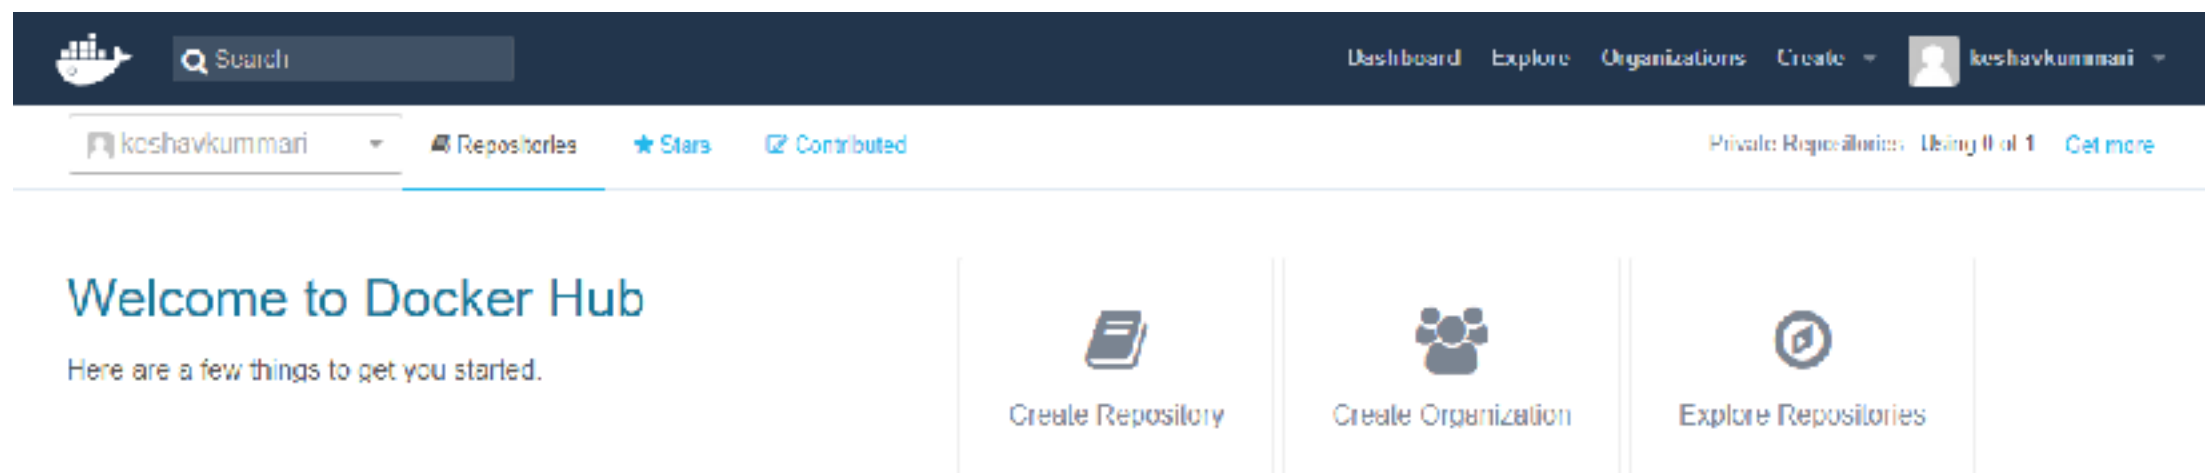 Search Dashboard Explore Organizations Create keshavkummari
keshavkummari Repositories Stars Contributed Private Repositories Using 0 of 1 Get more
Welcome to Docker Hub
Here are a few things to get you started.
Create Repository Create Organization Explore Repositories